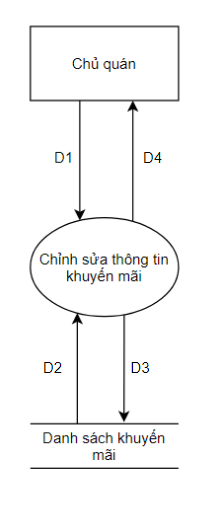 Chủ quán
D1
D4
Chỉnh sửa thông tin
khuyến mãi
D2
D3
Danh sách khuyến
mãi